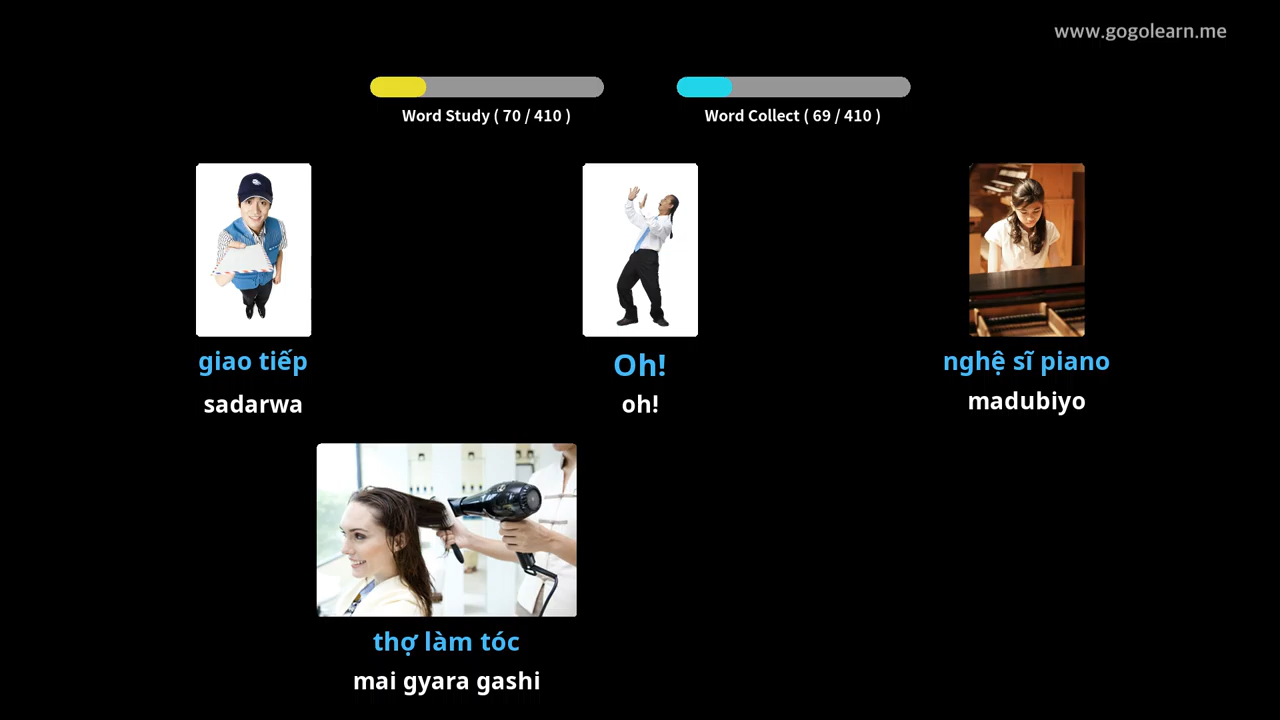 www.gogolearn.me
Word Study ( 70 / 410 )
Word Collect ( 69 / 410 )
giao tiếp
sadarwa
Oh!
oh!
nghệ sĩ piano
madubiyo
thợ làm tóc
mai gyara gashi